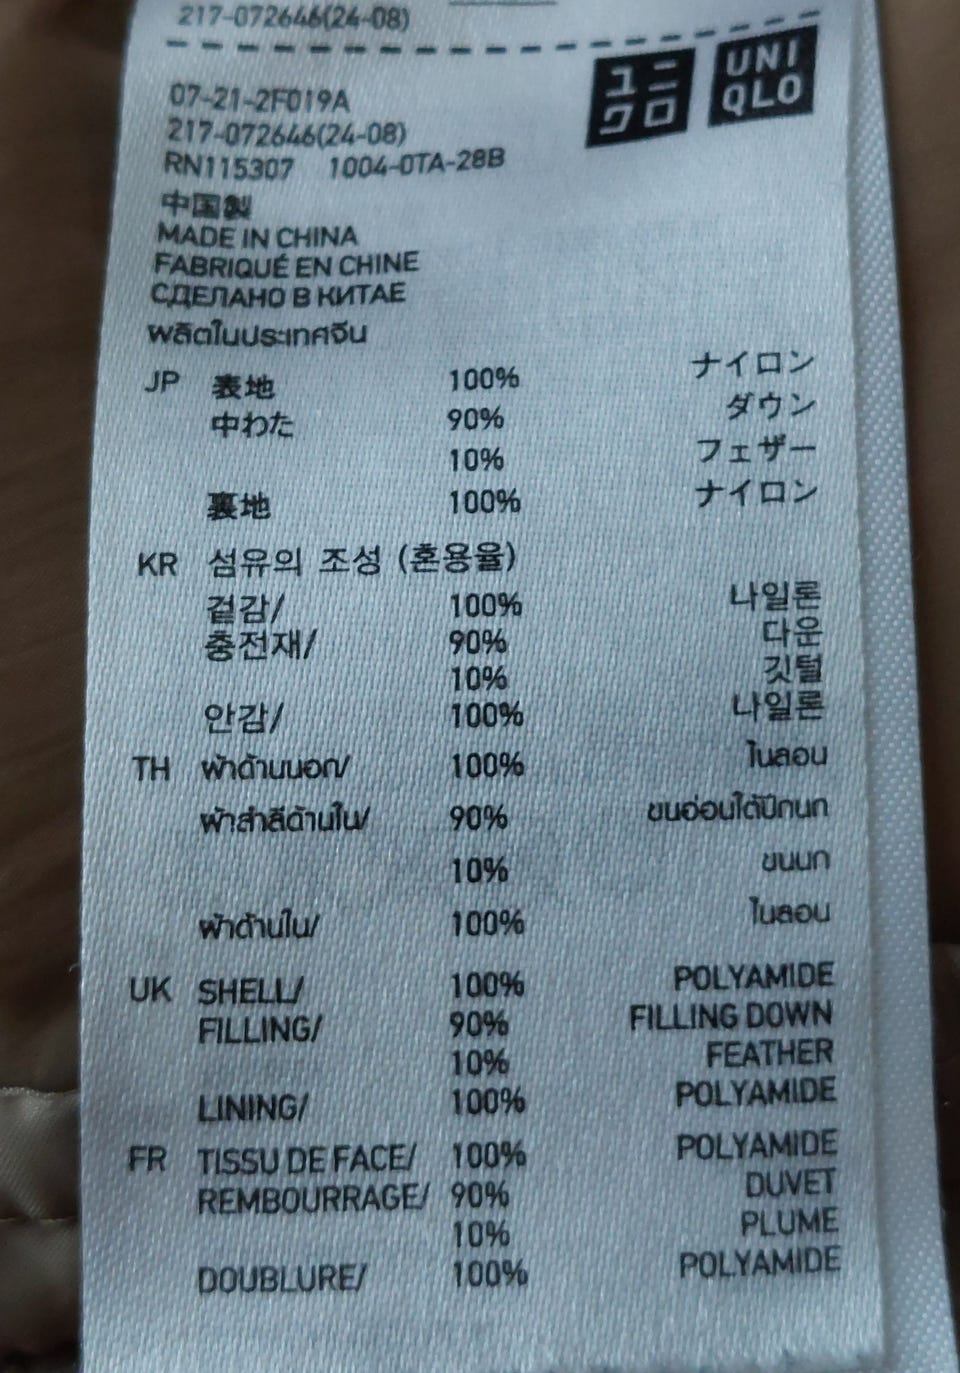 217-072646(24-08)
ユニ
クロ
UNI
QLO
07-21-2F019A
217-072646(24-08)
RN115307 1004-0TA-28B
中国製
MADE IN CHINA
FABRIQUÉ EN CHINE
СДЕЛАНО В КИТАЕ
ผลิตในประเทศจีน
JP 表地 100% ナイロン
中わた 90% ダウン
10% フェザー
裏地 100% ナイロン
KR 섬유의 조성 (혼용율)
겉감/ 100% 나일론
충전재/ 90% 다운
10% 깃털
안감/ 100% 나일론
TH ผ้าด้านนอก/ 100% ไนลอน
ผ้าสำลีด้านใน/ 90% ขนอ่อนใต้ปีกนก
10% ขนนก
ผ้าด้านใน/ 100% ไนลอน
UK SHELL/ 100% POLYAMIDE
FILLING/ 90% FILLING DOWN
10% FEATHER
LINING/ 100% POLYAMIDE
FR TISSU DE FACE/ 100% POLYAMIDE
REMBOURRAGE/ 90% DUVET
10% PLUME
DOUBLURE/ 100% POLYAMIDE